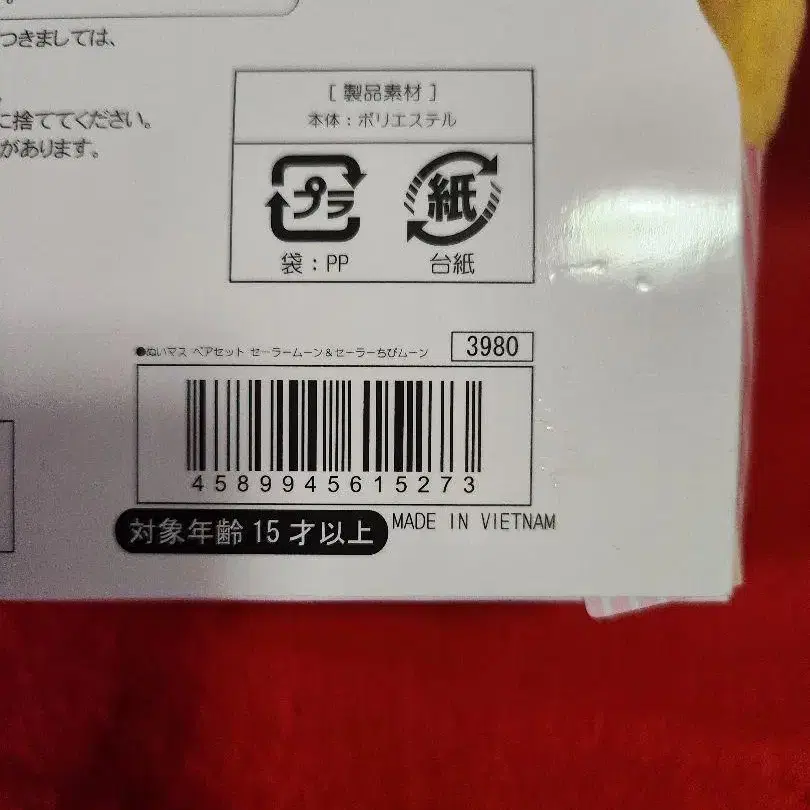 つきましては、
に捨ててください。
があります。
[ 製品素材 ]
本体：ポリエステル
プラ
紙
袋：PP
台紙
●ぬいマス ペアセット セーラームーン＆セーラーちびムーン
3980
4589945615273
対象年齢15才以上
MADE IN VIETNAM